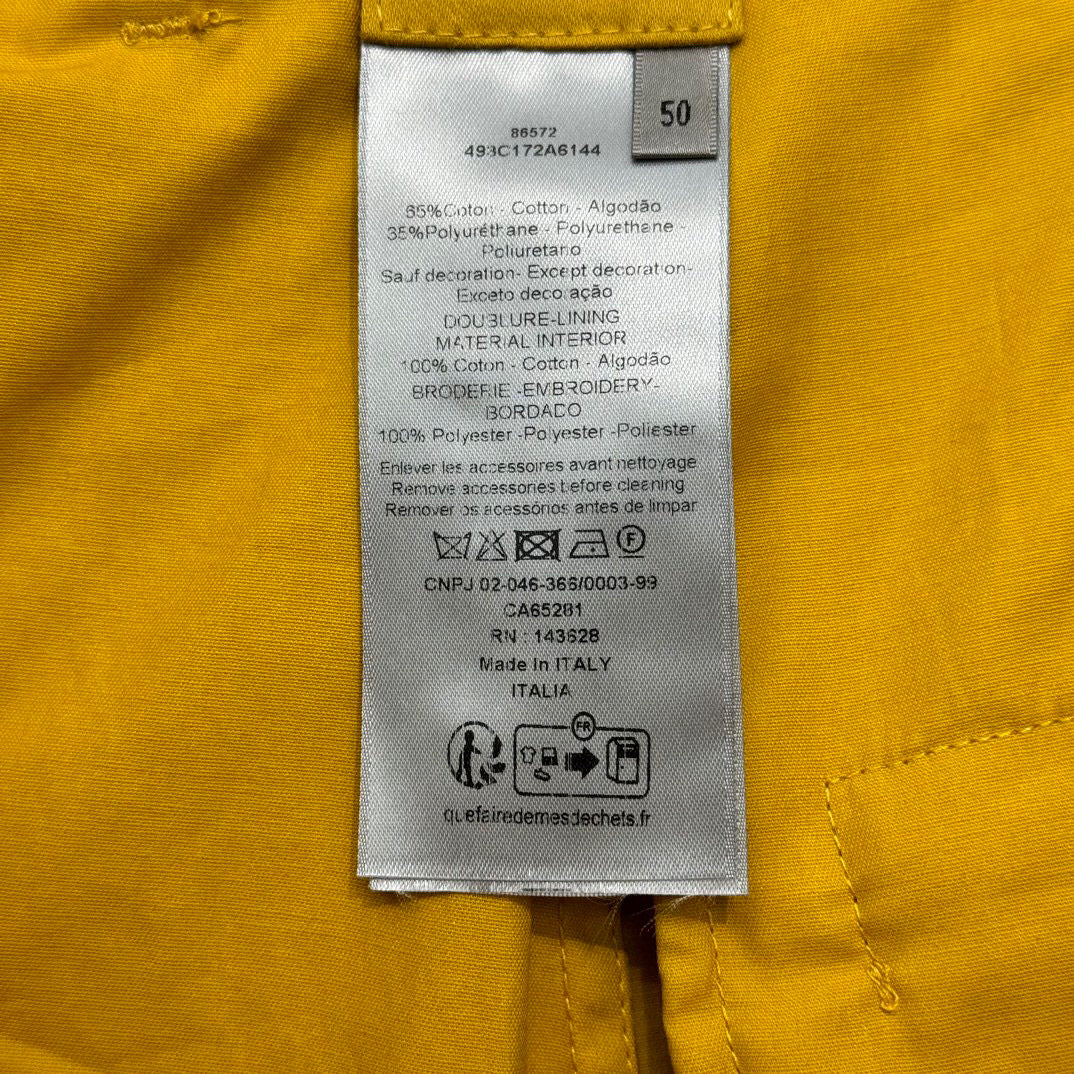 50
86572
493C172A6144
65%Coton - Cotton - Algodão
35%Polyuréthane - Polyurethane -
Poliuretano
Sauf decoration- Except decoration-
Exceto decoração
DOUBLURE-LINING
MATERIAL INTERIOR
100% Coton - Cotton - Algodão
BRODERIE -EMBROIDERY-
BORDADO
100% Polyester -Polyester -Poliester
Enlever les accessoires avant nettoyage
Remove accessories before cleaning
Remover os acessórios antes de limpar
F
CNPJ 02-046-366/0003-99
CA65281
RN : 143628
Made In ITALY
ITALIA
FR
quefairedemesdechets.fr